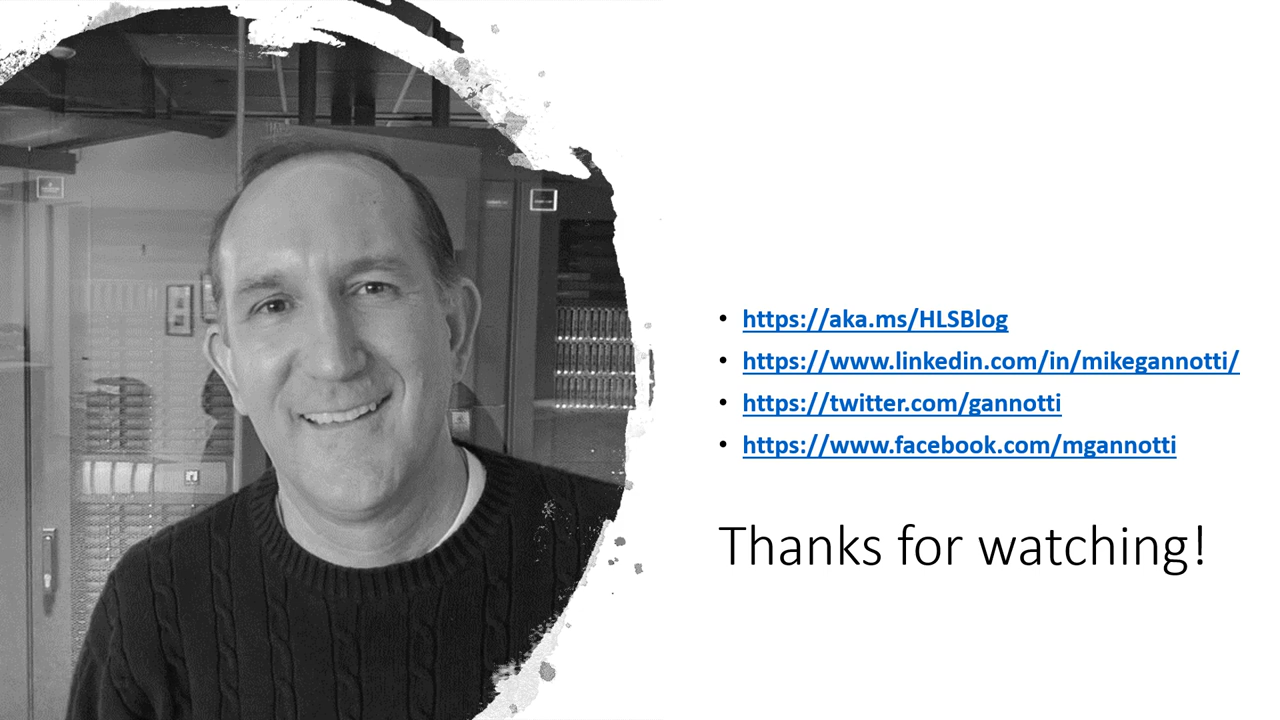 https://aka.ms/HLSBlog
https://www.linkedin.com/in/mikegannotti/
https://twitter.com/gannotti
https://www.facebook.com/mgannotti
Thanks for watching!